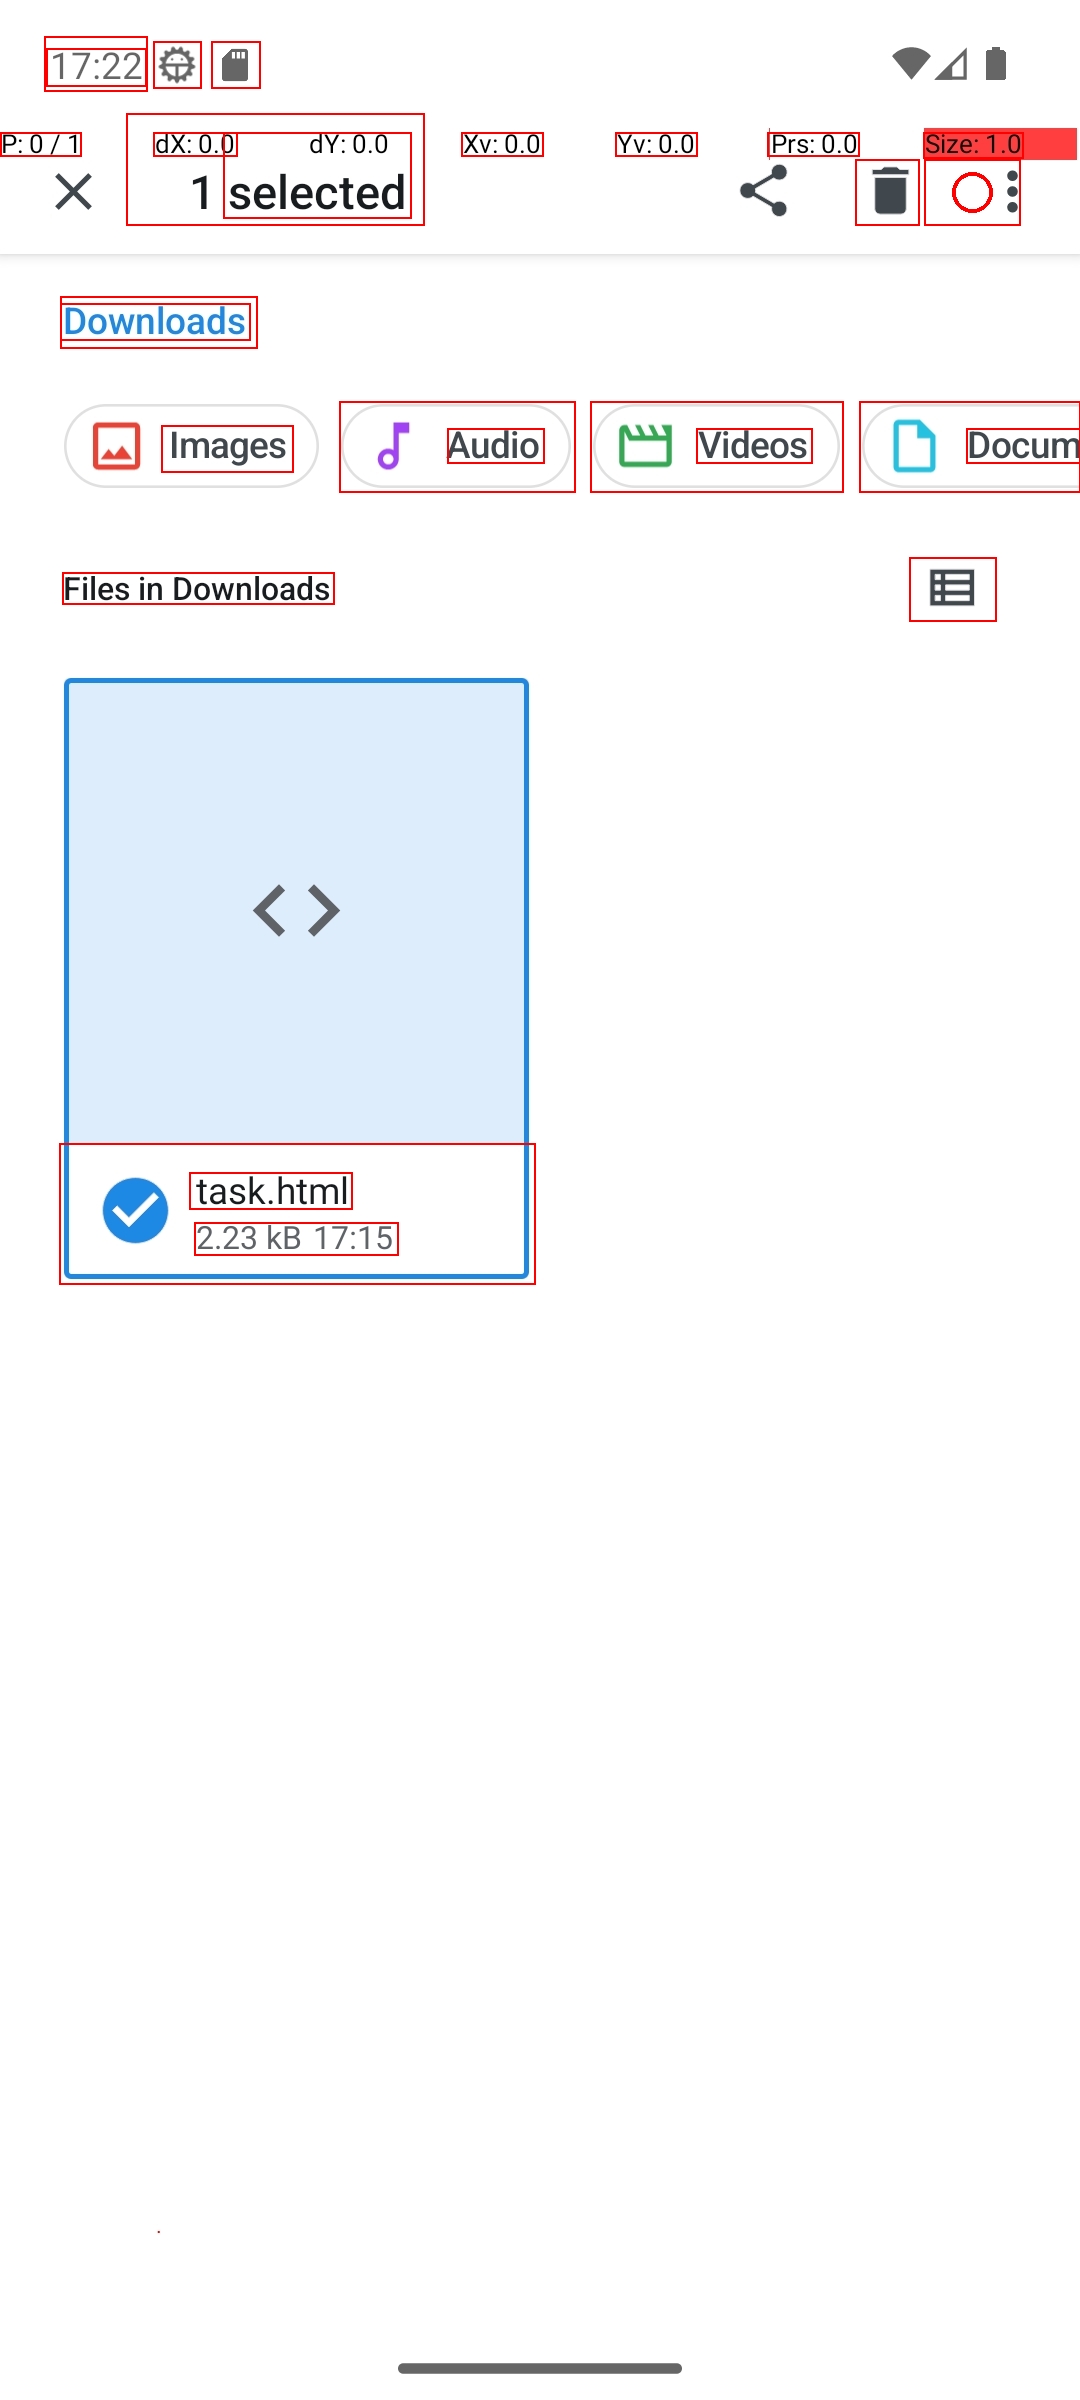 17:22
P: 0 / 1 dX: 0.0 dY: 0.0 Xv: 0.0 Yv: 0.0 Prs: 0.0 Size: 1.0
1 selected
Downloads
Images Audio Videos Docum
Files in Downloads
task.html
2.23 kB 17:15